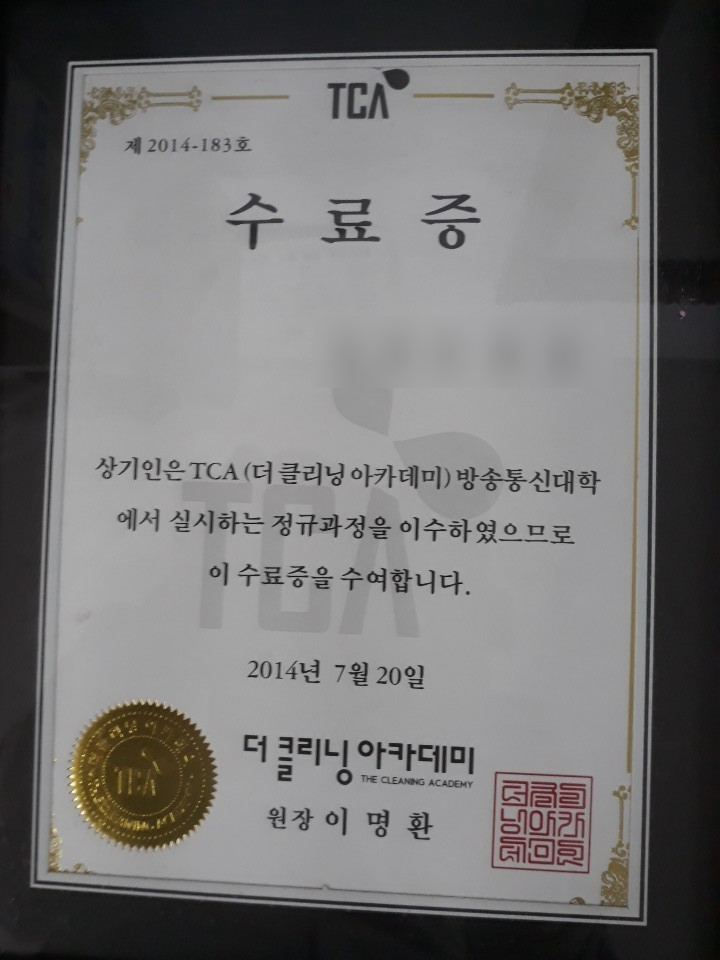 TCA
제 2014-183호
수 료 증
상기인은 TCA (더 클리닝 아카데미) 방송통신대학
에서 실시하는 정규과정을 이수하였으므로
이 수료증을 수여합니다.
TCA
2014년 7월 20일
더 클리닝 아카데미
THE CLEANING ACADEMY
원장 이 명 환
TCA